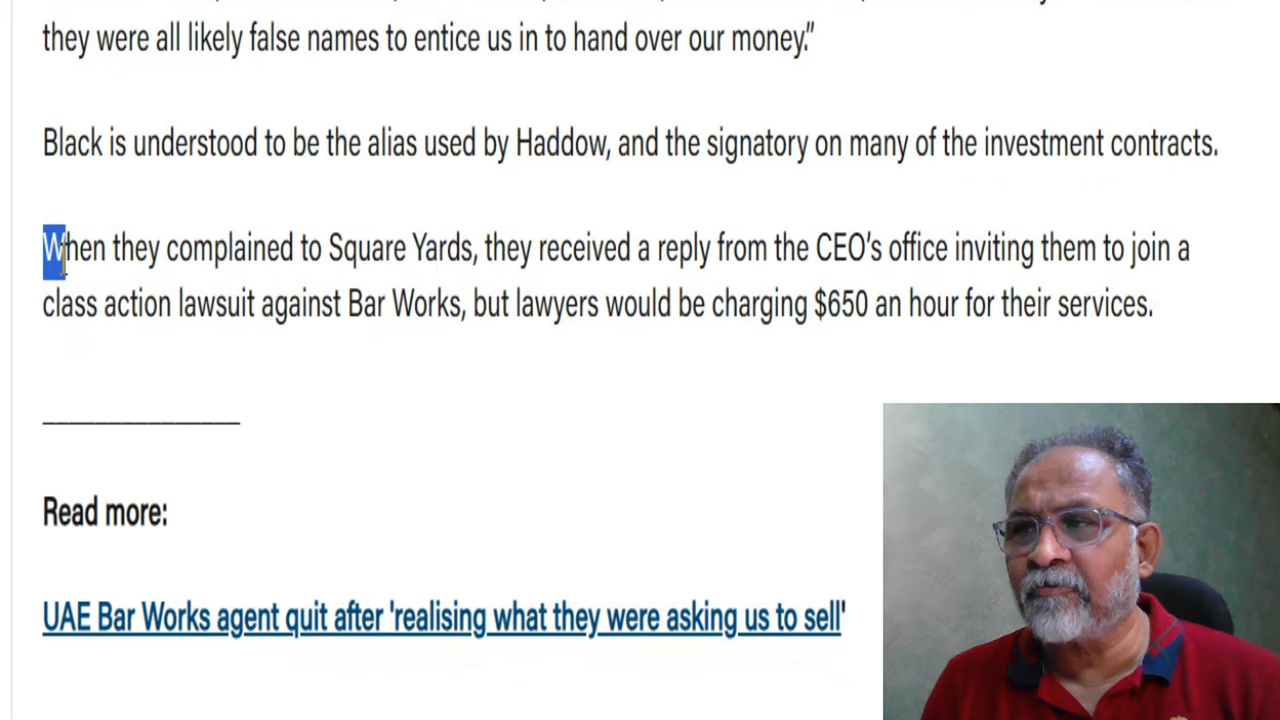 they were all likely false names to entice us in to hand over our money.”
Black is understood to be the alias used by Haddow, and the signatory on many of the investment contracts.
When they complained to Square Yards, they received a reply from the CEO’s office inviting them to join a
class action lawsuit against Bar Works, but lawyers would be charging $650 an hour for their services.
_______________
Read more:
UAE Bar Works agent quit after 'realising what they were asking us to sell'